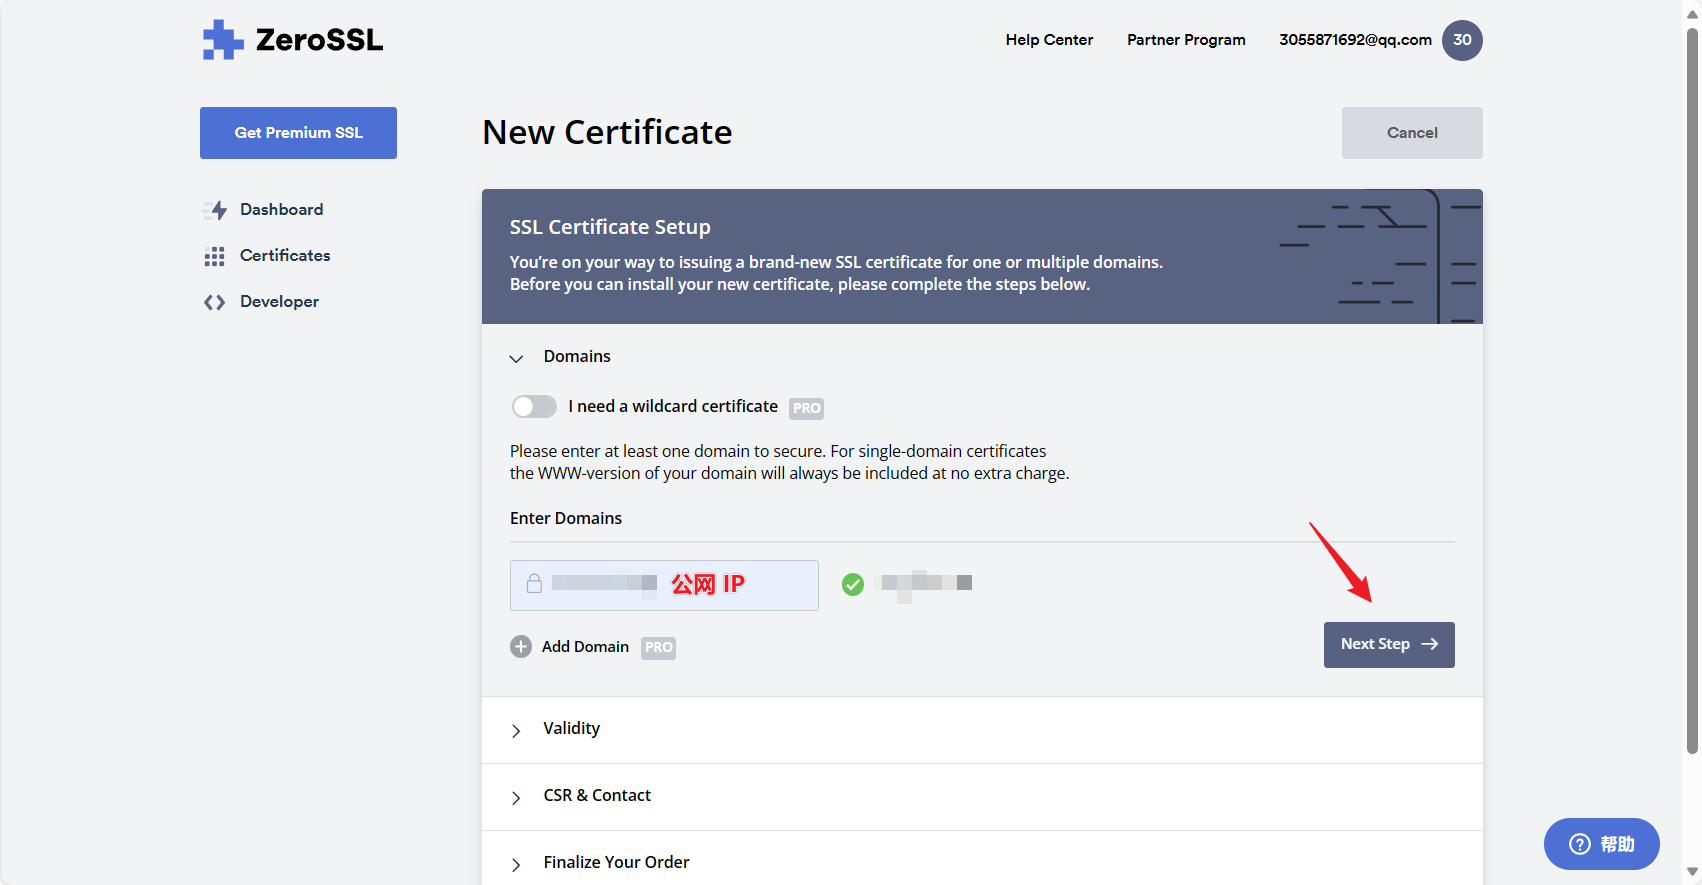 ZeroSSL
Help Center
Partner Program
3055871692@qq.com
30
Get Premium SSL
New Certificate
Cancel
Dashboard
Certificates
Developer
SSL Certificate Setup
You’re on your way to issuing a brand-new SSL certificate for one or multiple domains.
Before you can install your new certificate, please complete the steps below.
Domains
I need a wildcard certificate PRO
Please enter at least one domain to secure. For single-domain certificates
the WWW-version of your domain will always be included at no extra charge.
Enter Domains
公网 IP
Add Domain PRO
Next Step
Validity
CSR & Contact
Finalize Your Order
帮助